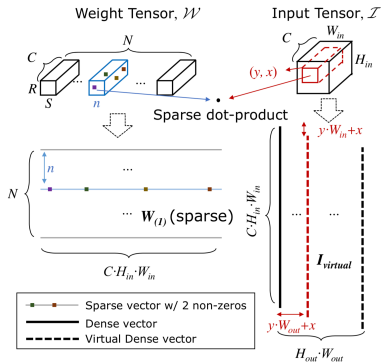 Weight Tensor, 𝒲
Input Tensor, ℐ
N
C
R
S
...
...
n
C
W_in
H_in
(y, x)
Sparse dot-product
N
n
...
... W_(1) (sparse)
C·H_in·W_in
y·W_in+x
C·H_in·W_in
... ...
I_virtual
y·W_out+x
H_out·W_out
Sparse vector w/ 2 non-zeros
Dense vector
Virtual Dense vector